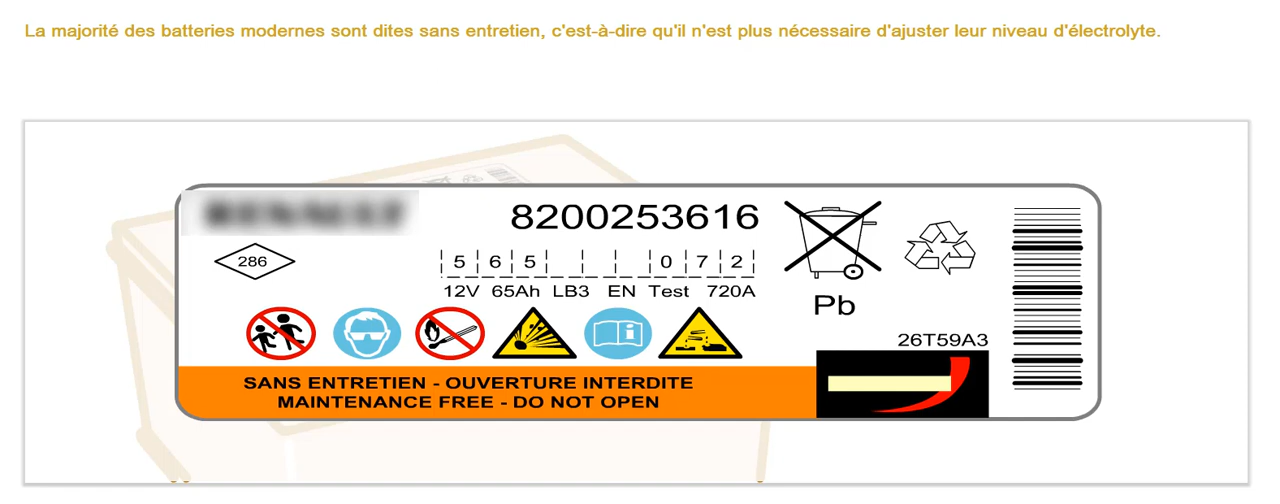 La majorité des batteries modernes sont dites sans entretien, c'est-à-dire qu'il n'est plus nécessaire d'ajuster leur niveau d'électrolyte.
8200253616
286
5 6 5 0 7 2
12V 65Ah LB3 EN Test 720A
Pb
26T59A3
SANS ENTRETIEN - OUVERTURE INTERDITE
MAINTENANCE FREE - DO NOT OPEN